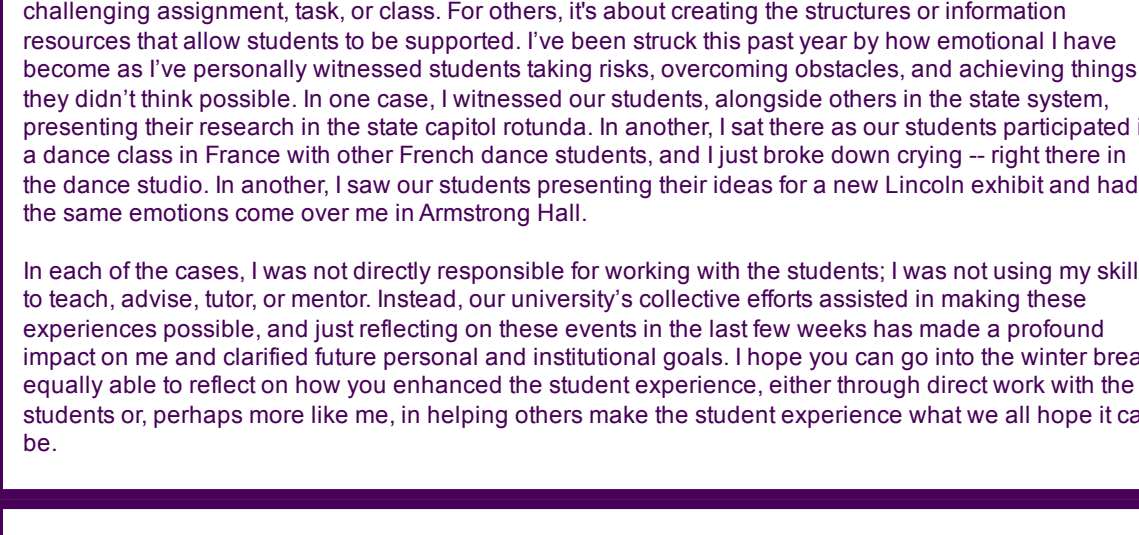 challenging assignment, task, or class. For others, it's about creating the structures or information
resources that allow students to be supported. I've been struck this past year by how emotional I have
become as I've personally witnessed students taking risks, overcoming obstacles, and achieving things
they didn't think possible. In one case, I witnessed our students, alongside others in the state system,
presenting their research in the state capitol rotunda. In another, I sat there as our students participated
a dance class in France with other French dance students, and I just broke down crying -- right there in
the dance studio. In another, I saw our students presenting their ideas for a new Lincoln exhibit and had
the same emotions come over me in Armstrong Hall.
In each of the cases, I was not directly responsible for working with the students; I was not using my skill
to teach, advise, tutor, or mentor. Instead, our university's collective efforts assisted in making these
experiences possible, and just reflecting on these events in the last few weeks has made a profound
impact on me and clarified future personal and institutional goals. I hope you can go into the winter brea
equally able to reflect on how you enhanced the student experience, either through direct work with the
students or, perhaps more like me, in helping others make the student experience what we all hope it ca
be.